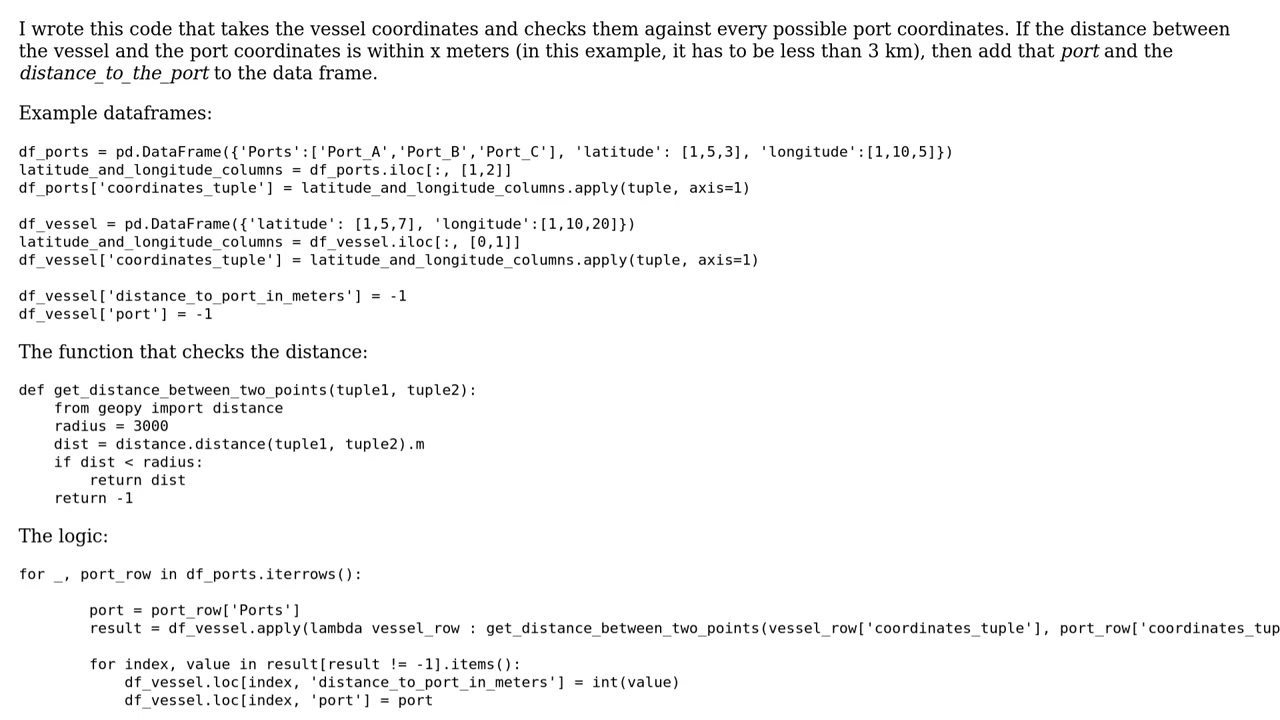 I wrote this code that takes the vessel coordinates and checks them against every possible port coordinates. If the distance between
the vessel and the port coordinates is within x meters (in this example, it has to be less than 3 km), then add that port and the
distance_to_the_port to the data frame.
Example dataframes:
df_ports = pd.DataFrame({'Ports':['Port_A','Port_B','Port_C'], 'latitude': [1,5,3], 'longitude':[1,10,5]})
latitude_and_longitude_columns = df_ports.iloc[:, [1,2]]
df_ports['coordinates_tuple'] = latitude_and_longitude_columns.apply(tuple, axis=1)
df_vessel = pd.DataFrame({'latitude': [1,5,7], 'longitude':[1,10,20]})
latitude_and_longitude_columns = df_vessel.iloc[:, [0,1]]
df_vessel['coordinates_tuple'] = latitude_and_longitude_columns.apply(tuple, axis=1)
df_vessel['distance_to_port_in_meters'] = -1
df_vessel['port'] = -1
The function that checks the distance:
def get_distance_between_two_points(tuple1, tuple2):
    from geopy import distance
    radius = 3000
    dist = distance.distance(tuple1, tuple2).m
    if dist < radius:
        return dist
    return -1
The logic:
for _, port_row in df_ports.iterrows():
        port = port_row['Ports']
        result = df_vessel.apply(lambda vessel_row : get_distance_between_two_points(vessel_row['coordinates_tuple'], port_row['coordinates_tup
        for index, value in result[result != -1].items():
            df_vessel.loc[index, 'distance_to_port_in_meters'] = int(value)
            df_vessel.loc[index, 'port'] = port